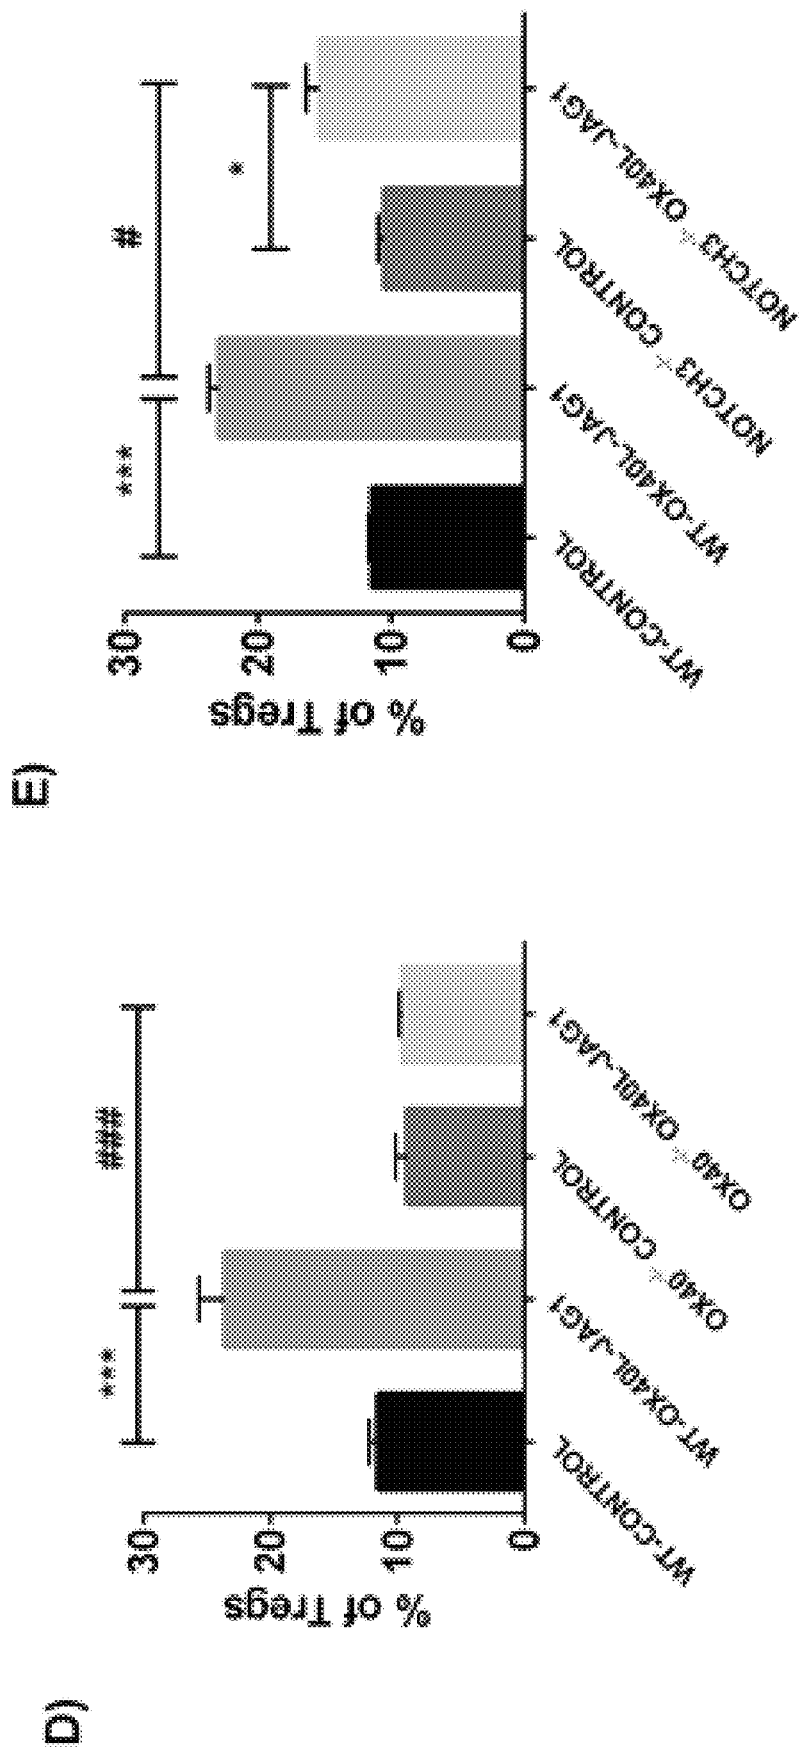 D)
% of Tregs
30
20
10
0
***
###
WT-CONTROL
WT-OX40L-JAG1
OX40-/- CONTROL
OX40-/- OX40L-JAG1
E)
% of Tregs
30
20
10
0
***
#
*
WT-CONTROL
WT-OX40L-JAG1
NOTCH3-/- CONTROL
NOTCH3-/- OX40L-JAG1